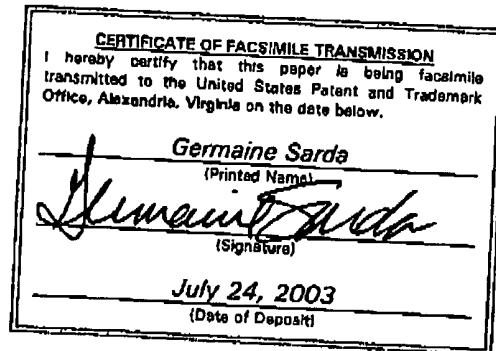 CERTIFICATE OF FACSIMILE TRANSMISSION
I hereby certify that this paper is being facsimile
transmitted to the United States Patent and Trademark
Office, Alexandria, Virginia on the date below.
Germaine Sarda
(Printed Name)
Germaine Sarda
(Signature)
July 24, 2003
(Date of Deposit)